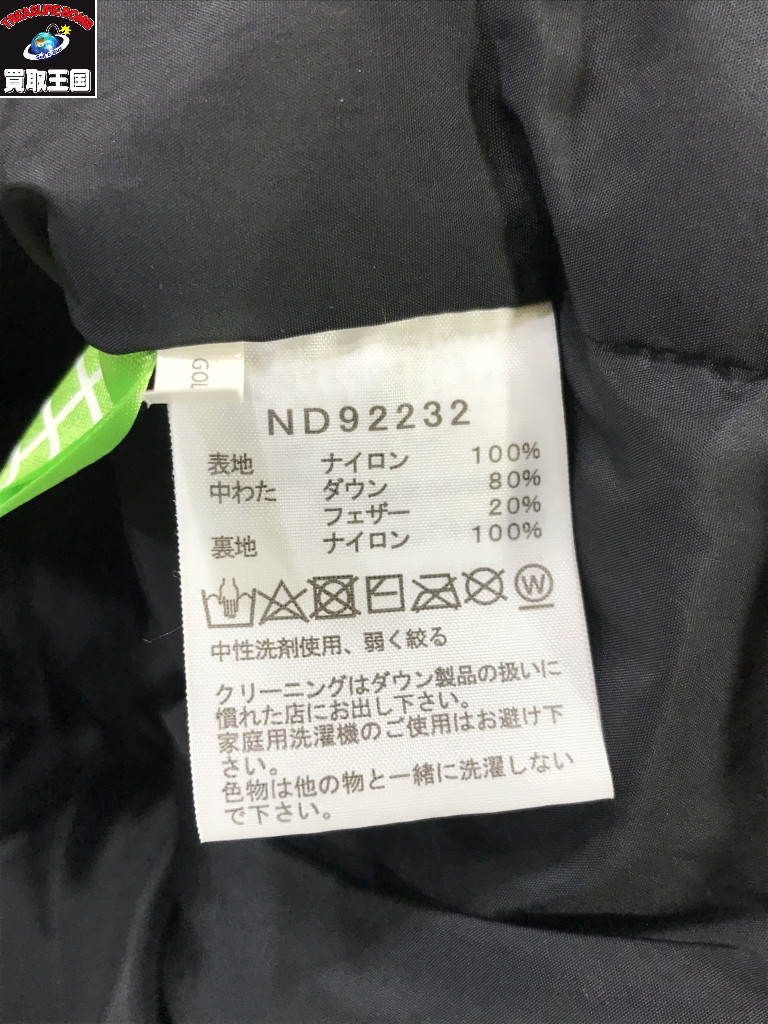 TREASURE BOMB
買取王国
GOL
ND92232
表地 ナイロン 100%
中わた ダウン 80%
フェザー 20%
裏地 ナイロン 100%
W
中性洗剤使用、弱く絞る
クリーニングはダウン製品の扱いに
慣れた店にお出し下さい。
家庭用洗濯機のご使用はお避け下
さい。
色物は他の物と一緒に洗濯しない
で下さい。